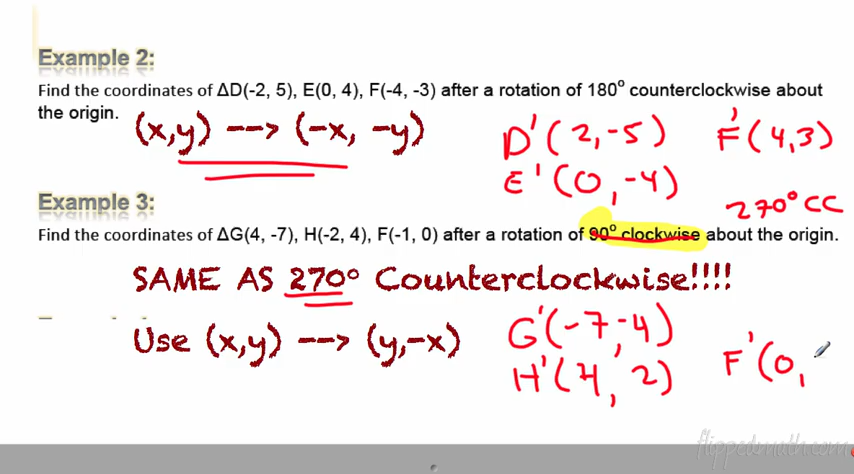 Example 2:
Find the coordinates of ΔD(-2, 5), E(0, 4), F(-4, -3) after a rotation of 180° counterclockwise about
the origin.
(x,y) --> (-x, -y)
D'(2,-5)
F'(4,3)
E'(0,-4)
Example 3:
270° CC
Find the coordinates of ΔG(4, -7), H(-2, 4), F(-1, 0) after a rotation of 90° clockwise about the origin.
SAME AS 270° Counterclockwise!!!!
Use (x,y) --> (y,-x)
G'(-7,-4)
H'(4, 2)
F'(0,
flippedmath.com